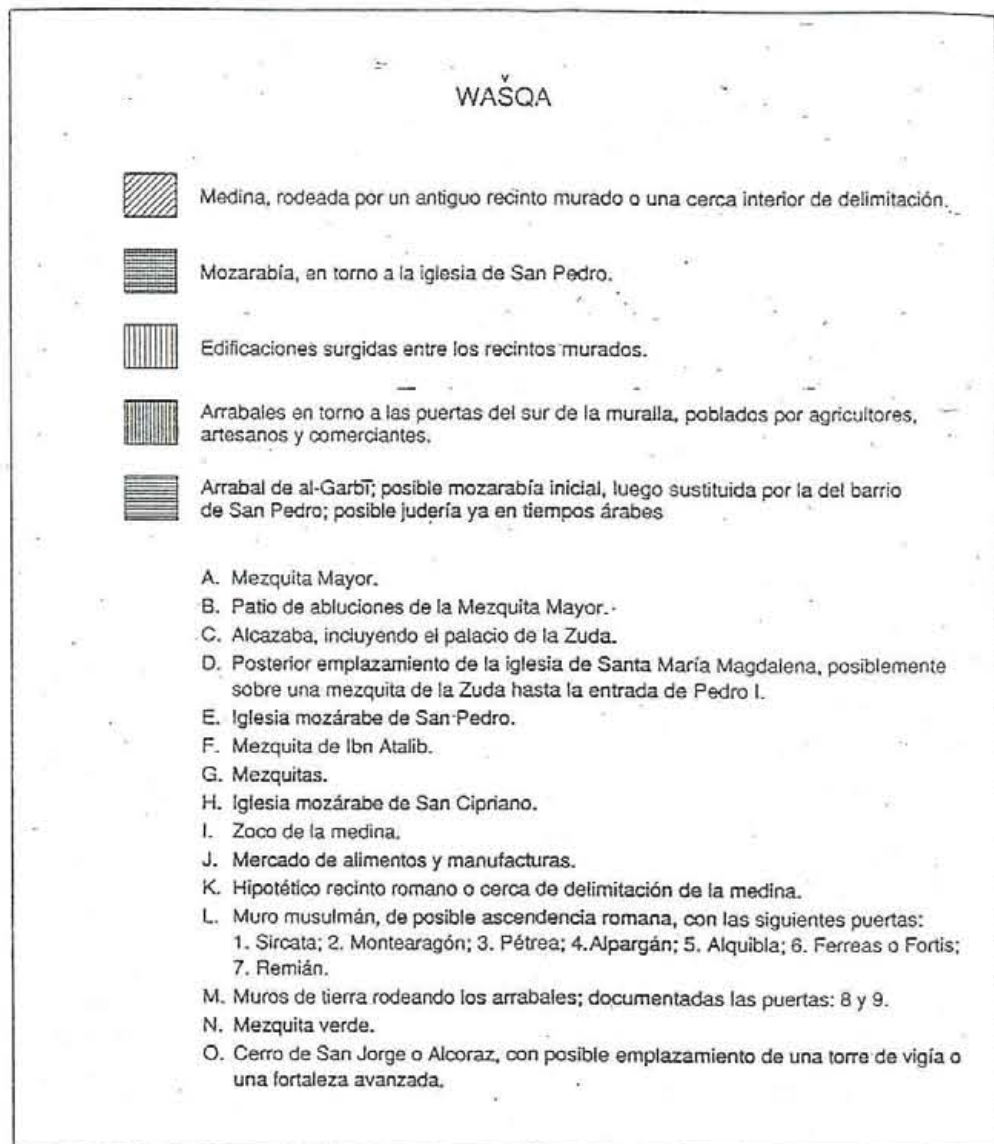 WAŠQA
Medina, rodeada por un antiguo recinto murado o una cerca interior de delimitación.
Mozarabía, en torno a la iglesia de San Pedro.
Edificaciones surgidas entre los recintos murados.
Arrabales en torno a las puertas del sur de la muralla, poblados por agricultores,
artesanos y comerciantes.
Arrabal de al-Garbī; posible mozarabía inicial, luego sustituida por la del barrio
de San Pedro; posible judería ya en tiempos árabes
A. Mezquita Mayor.
B. Patio de abluciones de la Mezquita Mayor.
C. Alcazaba, incluyendo el palacio de la Zuda.
D. Posterior emplazamiento de la iglesia de Santa María Magdalena, posiblemente
sobre una mezquita de la Zuda hasta la entrada de Pedro I.
E. Iglesia mozárabe de San Pedro.
F. Mezquita de Ibn Atalib.
G. Mezquitas.
H. Iglesia mozárabe de San Cipriano.
I. Zoco de la medina.
J. Mercado de alimentos y manufacturas.
K. Hipotético recinto romano o cerca de delimitación de la medina.
L. Muro musulmán, de posible ascendencia romana, con las siguientes puertas:
1. Sircata; 2. Montearagón; 3. Pétrea; 4.Alpargán; 5. Alquibla; 6. Ferreas o Fortis;
7. Remián.
M. Muros de tierra rodeando los arrabales; documentadas las puertas: 8 y 9.
N. Mezquita verde.
O. Cerro de San Jorge o Alcoraz, con posible emplazamiento de una torre de vigía o
una fortaleza avanzada.